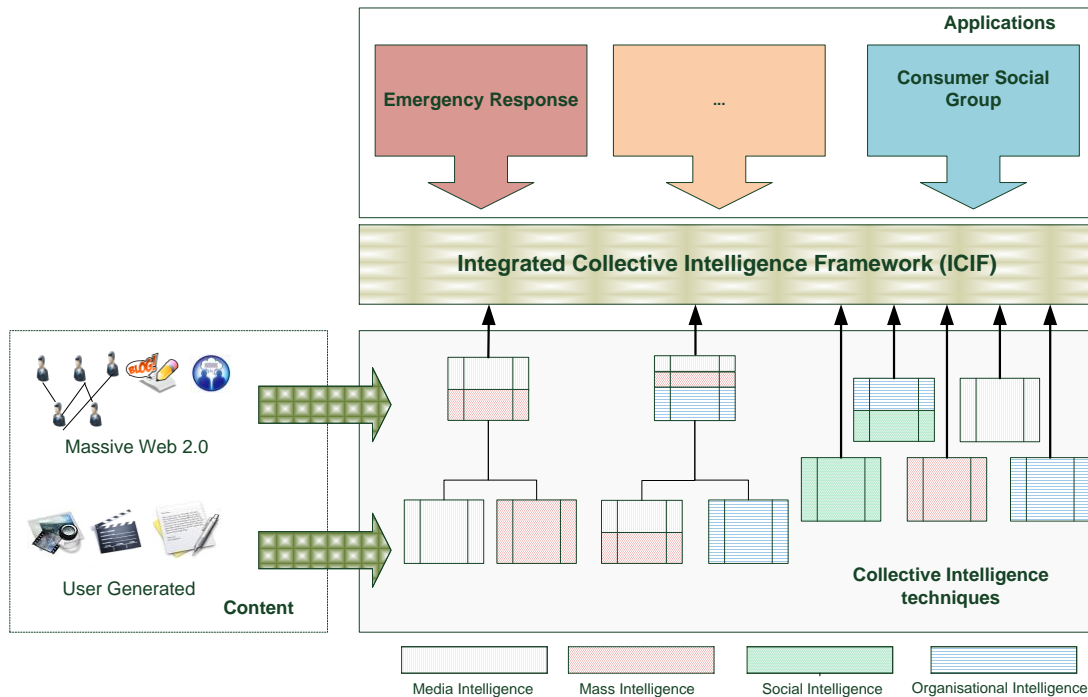 Applications
Emergency Response
...
Consumer Social
Group
Integrated Collective Intelligence Framework (ICIF)
BLOG!
Massive Web 2.0
User Generated
Content
Collective Intelligence
techniques
Media Intelligence
Mass Intelligence
Social Intelligence
Organisational Intelligence